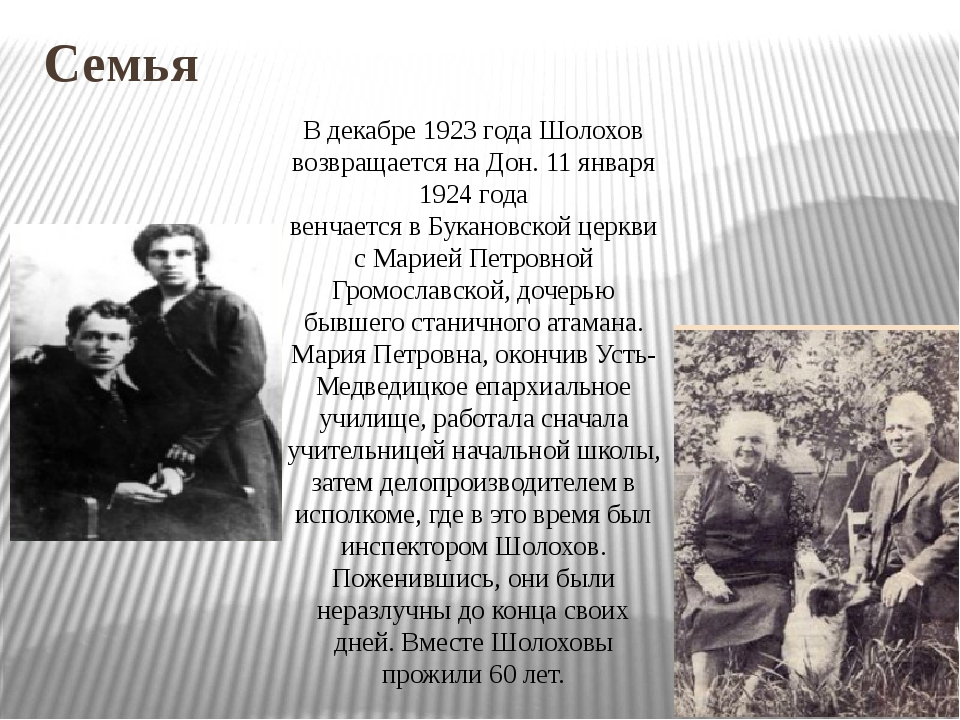 Семья
В декабре 1923 года Шолохов
возвращается на Дон. 11 января
1924 года
венчается в Букановской церкви
с Марией Петровной
Громославской, дочерью
бывшего станичного атамана.
Мария Петровна, окончив Усть-
Медведицкое епархиальное
училище, работала сначала
учительницей начальной школы,
затем делопроизводителем в
исполкоме, где в это время был
инспектором Шолохов.
Поженившись, они были
неразлучны до конца своих
дней. Вместе Шолоховы
прожили 60 лет.